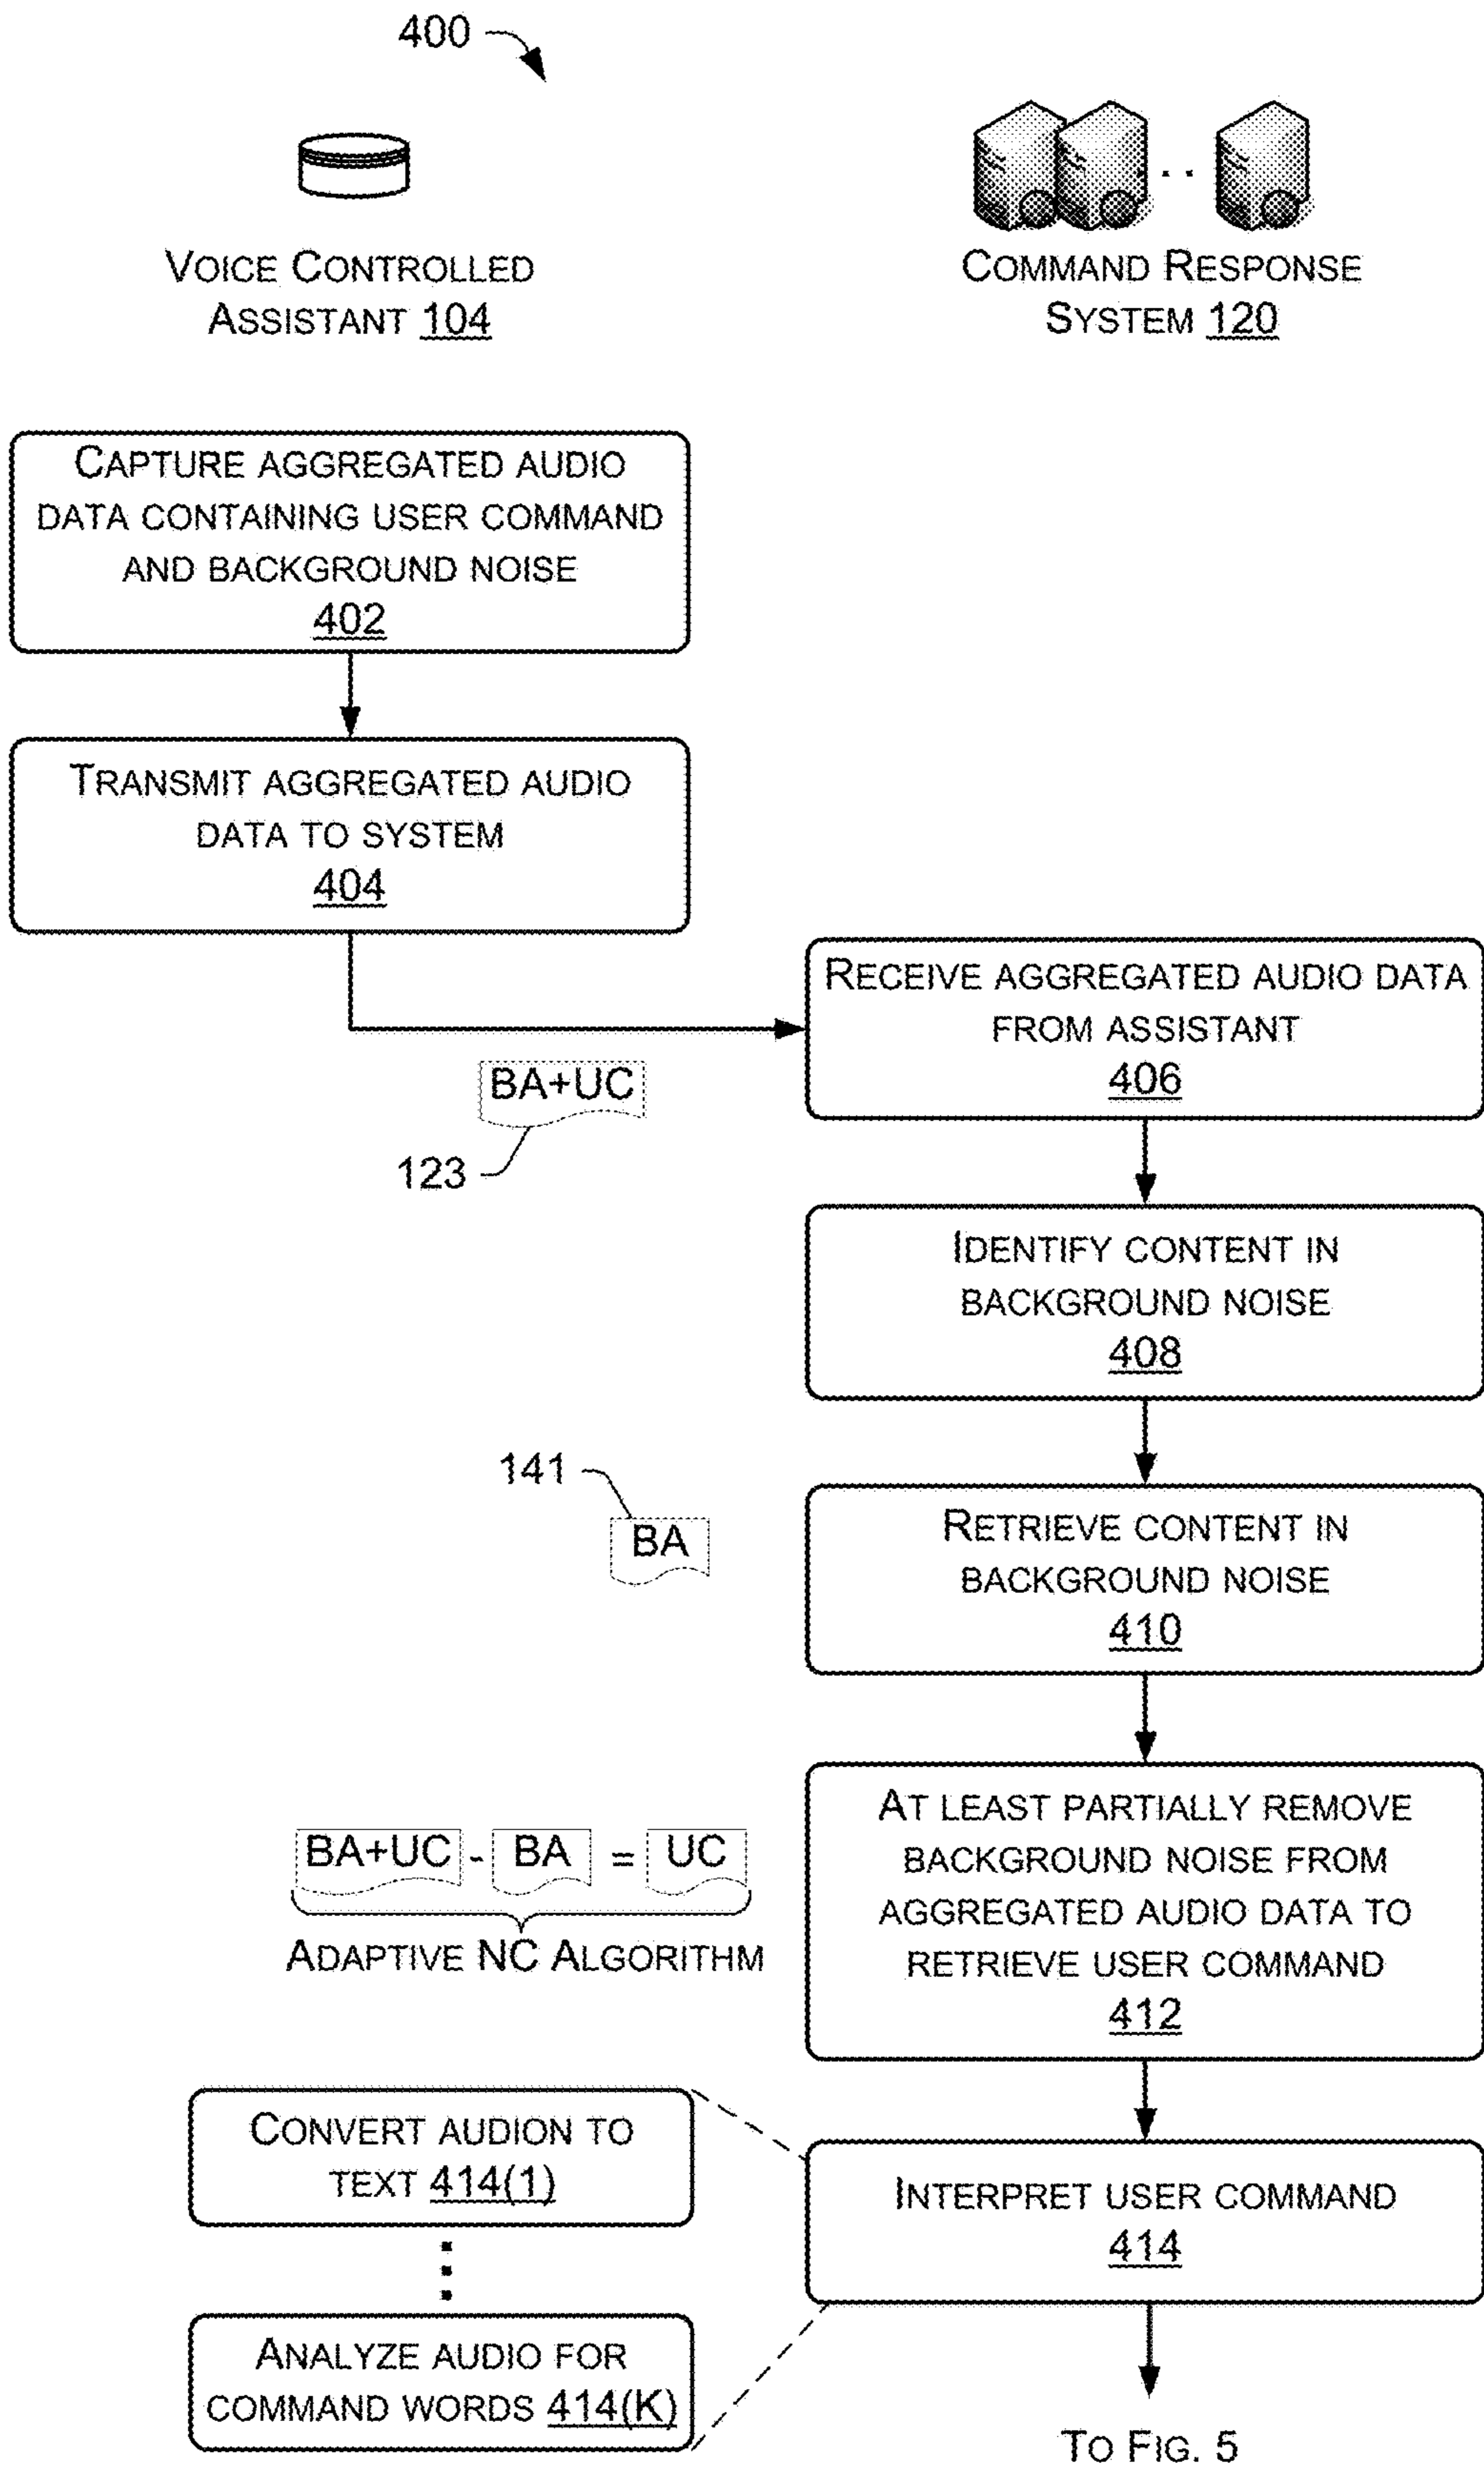 400
VOICE CONTROLLED
ASSISTANT 104
COMMAND RESPONSE
SYSTEM 120
CAPTURE AGGREGATED AUDIO
DATA CONTAINING USER COMMAND
AND BACKGROUND NOISE
402
TRANSMIT AGGREGATED AUDIO
DATA TO SYSTEM
404
RECEIVE AGGREGATED AUDIO DATA
FROM ASSISTANT
406
BA+UC
123
IDENTIFY CONTENT IN
BACKGROUND NOISE
408
141
BA
RETRIEVE CONTENT IN
BACKGROUND NOISE
410
AT LEAST PARTIALLY REMOVE
BACKGROUND NOISE FROM
AGGREGATED AUDIO DATA TO
RETRIEVE USER COMMAND
412
BA+UC - BA = UC
ADAPTIVE NC ALGORITHM
CONVERT AUDION TO
TEXT 414(1)
INTERPRET USER COMMAND
414
ANALYZE AUDIO FOR
COMMAND WORDS 414(K)
TO FIG. 5